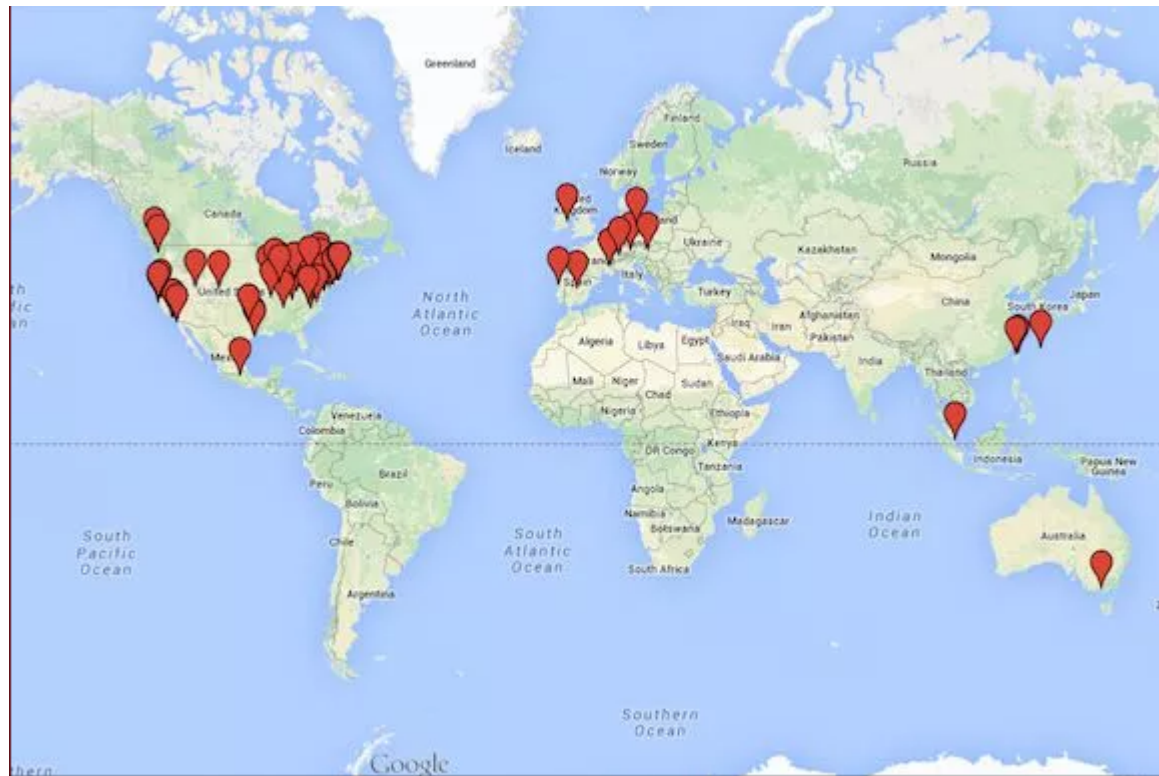 Greenland
Iceland
Finland
Sweden
Norway
Russia
Canada
Ukraine
Kazakhstan
Mongolia
Italy
Spain
Turkey
North
Atlantic
Ocean
China
South Korea
Japan
Afghanistan
Iraq
Iran
Pakistan
Algeria
Libya
Egypt
Saudi Arabia
India
Mali
Niger
Chad
Sudan
Thailand
Nigeria
Ethiopia
Venezuela
Colombia
DR Congo
Kenya
Indonesia
Papua New
Guinea
Tanzania
Brazil
Peru
Angola
Bolivia
Namibia
Botswana
Madagascar
Indian
Ocean
South
Pacific
Ocean
Chile
South
Atlantic
Ocean
Australia
South Africa
Argentina
Southern
Ocean
Google